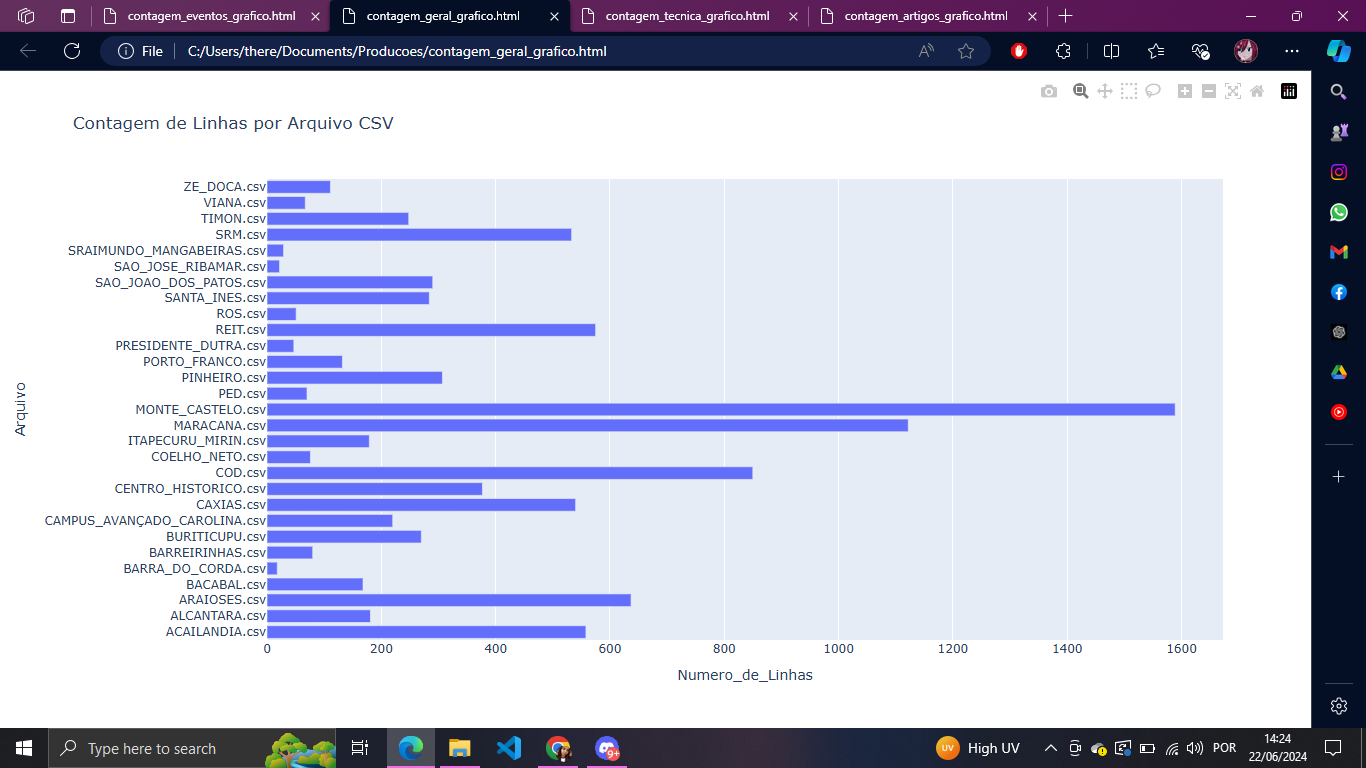 contagem_eventos_grafico.html
contagem_geral_grafico.html
contagem_tecnica_grafico.html
contagem_artigos_grafico.html
File
C:/Users/there/Documents/Producoes/contagem_geral_grafico.html
Contagem de Linhas por Arquivo CSV
ZE_DOCA.csv
VIANA.csv
TIMON.csv
SRM.csv
SRAIMUNDO_MANGABEIRAS.csv
SAO_JOSE_RIBAMAR.csv
SAO_JOAO_DOS_PATOS.csv
SANTA_INES.csv
ROS.csv
REIT.csv
PRESIDENTE_DUTRA.csv
PORTO_FRANCO.csv
PINHEIRO.csv
PED.csv
MONTE_CASTELO.csv
MARACANA.csv
ITAPECURU_MIRIN.csv
COELHO_NETO.csv
COD.csv
CENTRO_HISTORICO.csv
CAXIAS.csv
CAMPUS_AVANÇADO_CAROLINA.csv
BURITICUPU.csv
BARREIRINHAS.csv
BARRA_DO_CORDA.csv
BACABAL.csv
ARAIOSES.csv
ALCANTARA.csv
ACAILANDIA.csv
Arquivo
0 200 400 600 800 1000 1200 1400 1600
Numero_de_Linhas
Type here to search
9+
UV
High UV
POR
14:24
22/06/2024